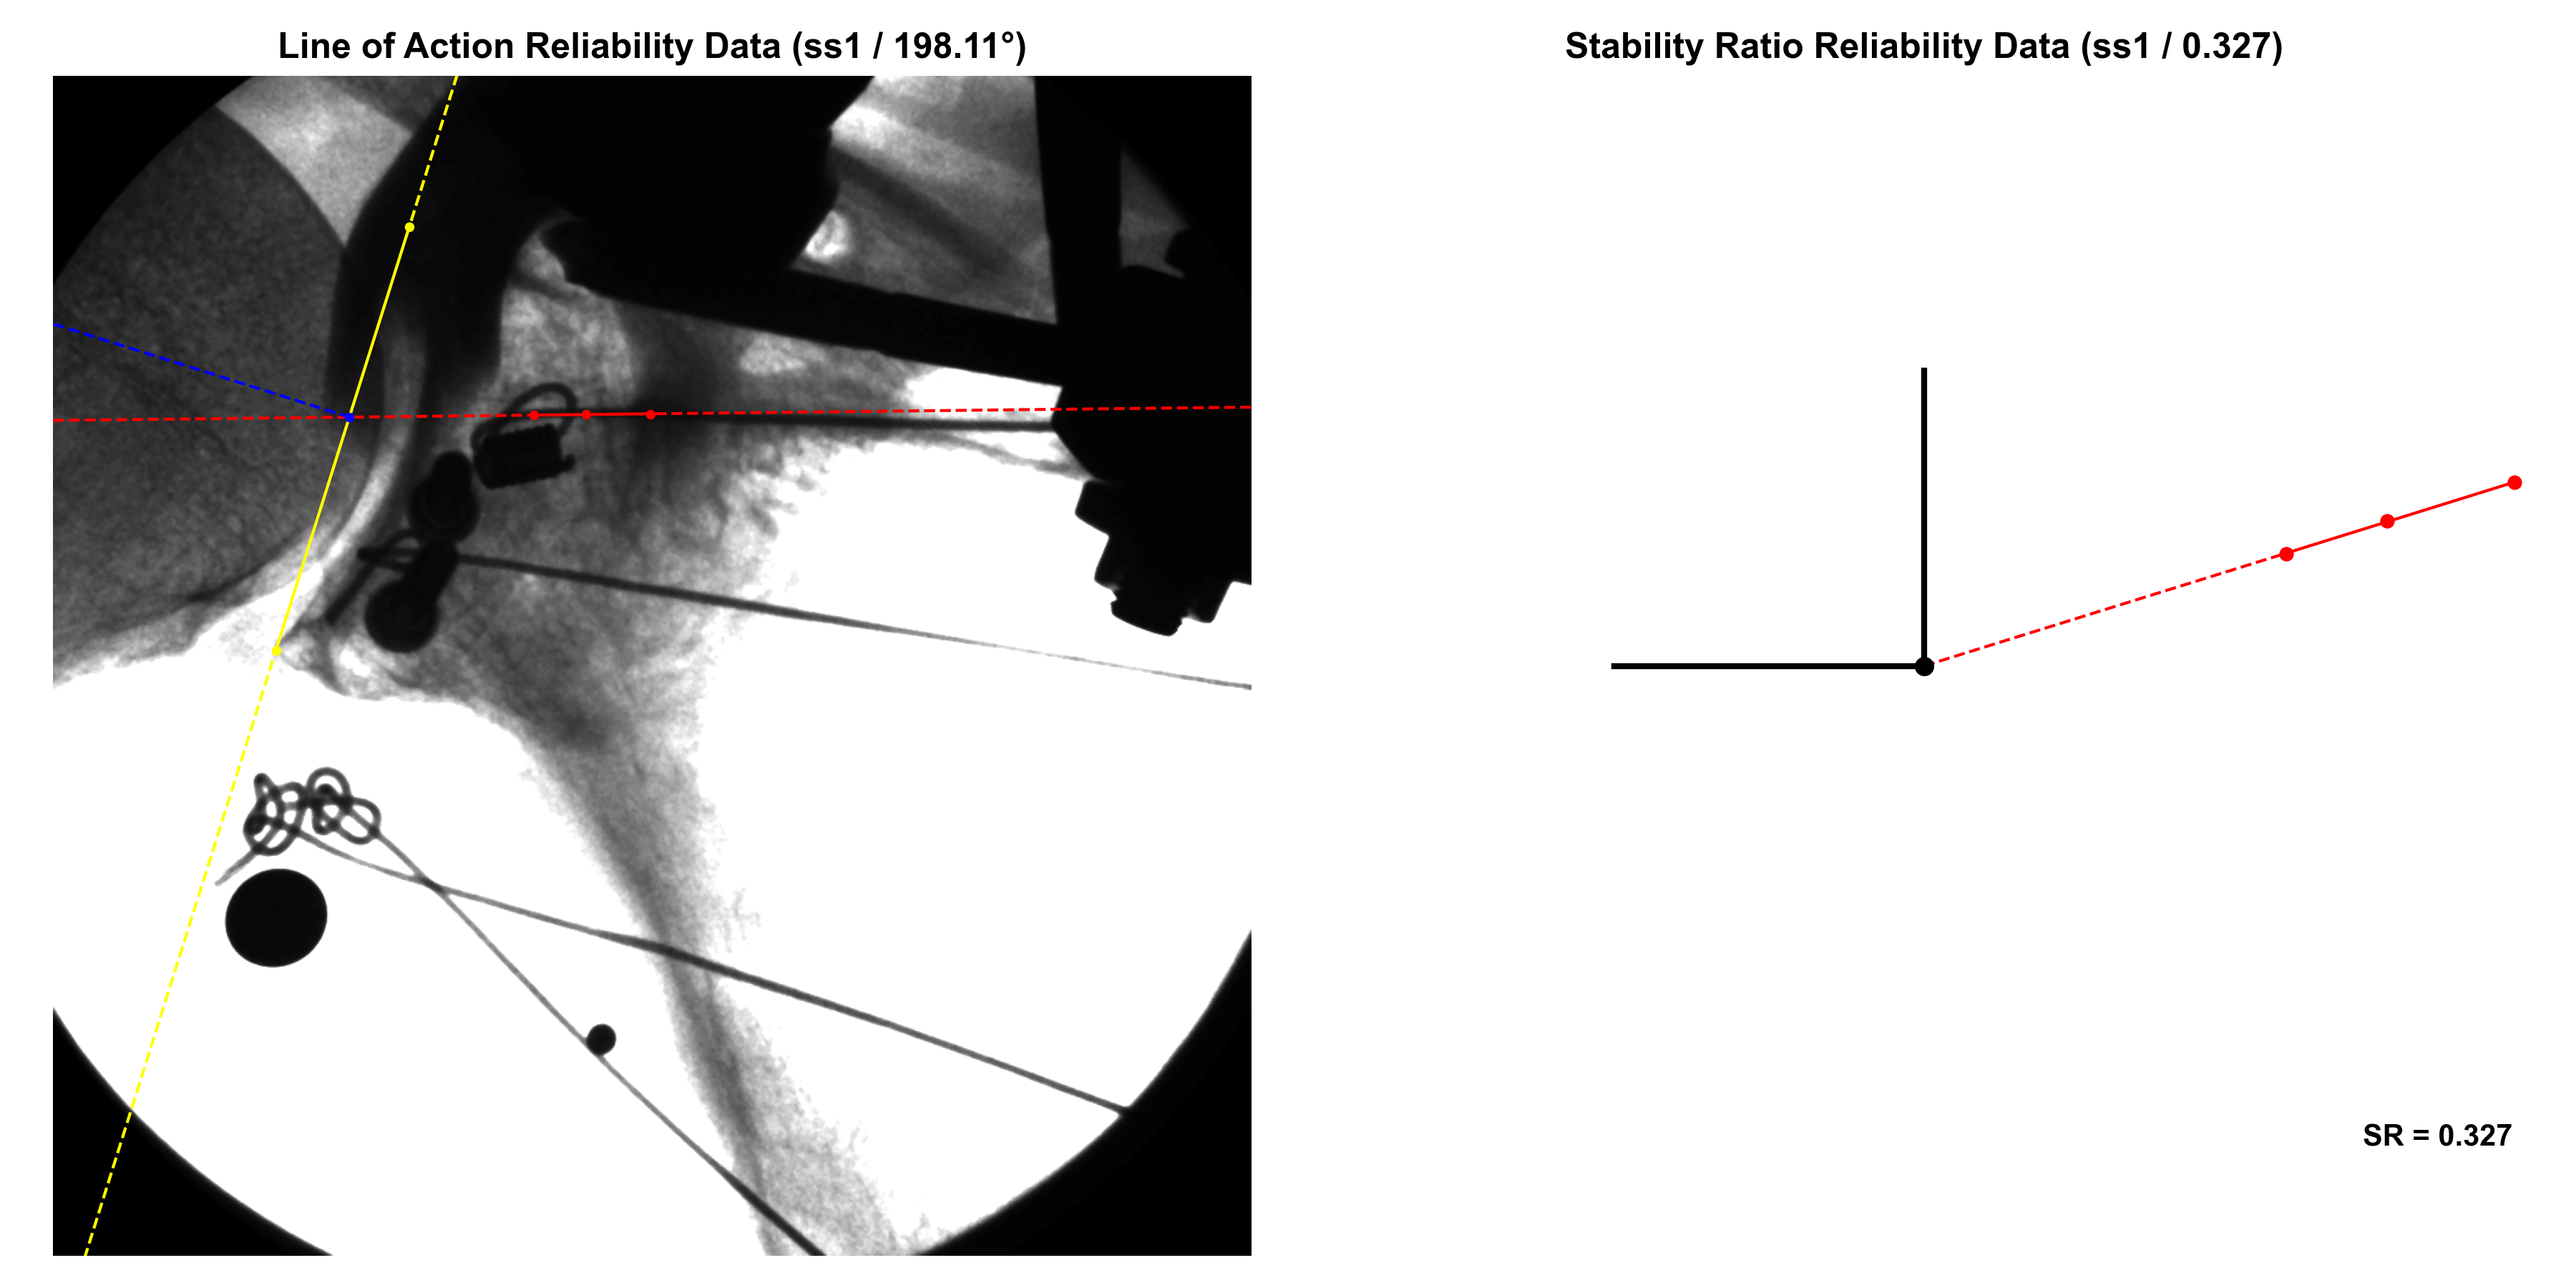 Line of Action Reliability Data (ss1 / 198.11°)
Stability Ratio Reliability Data (ss1 / 0.327)
SR = 0.327